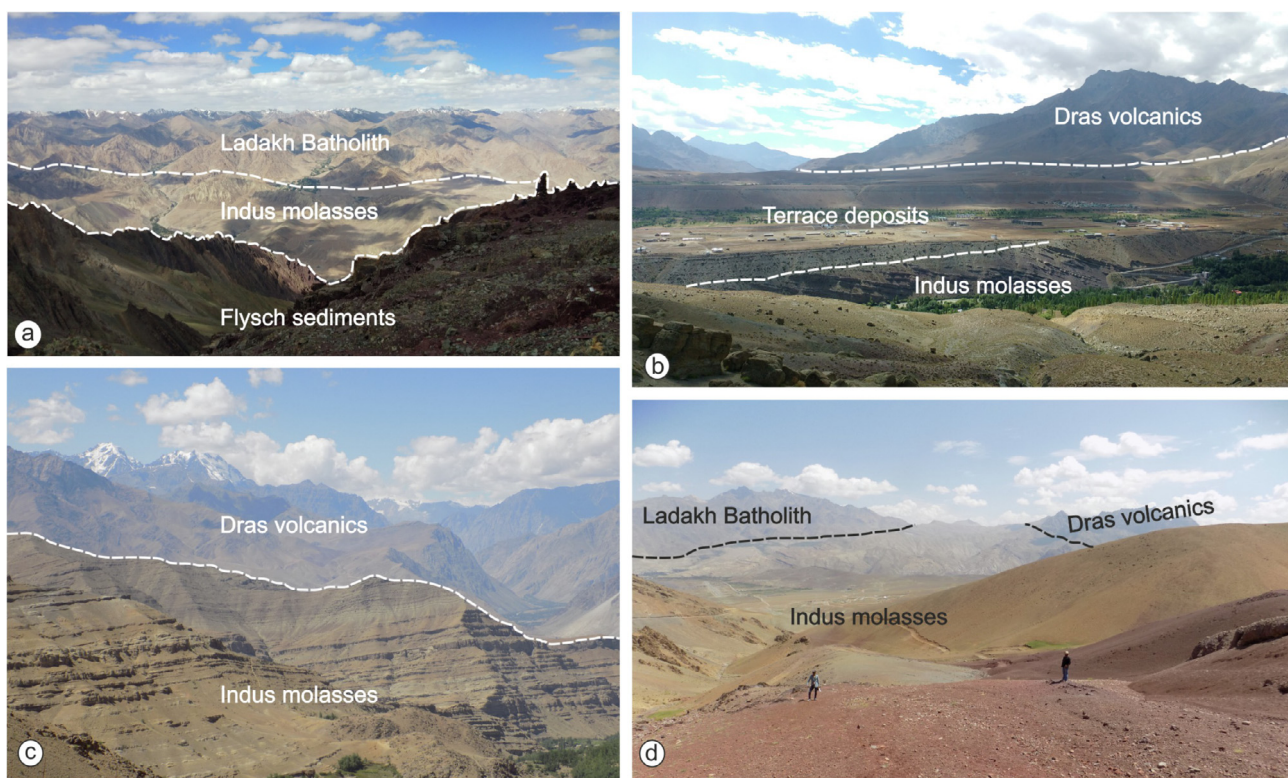 Ladakh Batholith
Indus molasses
Flysch sediments
a
Dras volcanics
Terrace deposits
Indus molasses
b
Dras volcanics
Indus molasses
c
Ladakh Batholith
Dras volcanics
Indus molasses
d